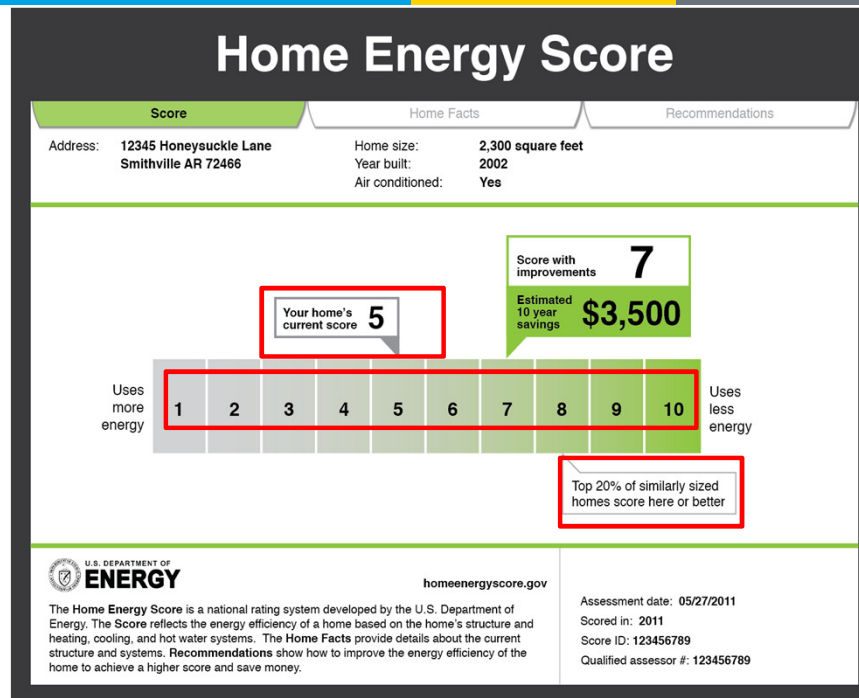 Home Energy Score
Score
Home Facts
Recommendations
Address: 12345 Honeysuckle Lane
Smithville AR 72466
Home size: 2,300 square feet
Year built: 2002
Air conditioned: Yes
Score with
improvements 7
Estimated
10 year
savings $3,500
Your home's
current score 5
Uses
more
energy
1 2 3 4 5 6 7 8 9 10
Uses
less
energy
Top 20% of similarly sized
homes score here or better
U.S. DEPARTMENT OF
ENERGY
homeenergyscore.gov
The Home Energy Score is a national rating system developed by the U.S. Department of
Energy. The Score reflects the energy efficiency of a home based on the home's structure and
heating, cooling, and hot water systems. The Home Facts provide details about the current
structure and systems. Recommendations show how to improve the energy efficiency of the
home to achieve a higher score and save money.
Assessment date: 05/27/2011
Scored in: 2011
Score ID: 123456789
Qualified assessor #: 123456789